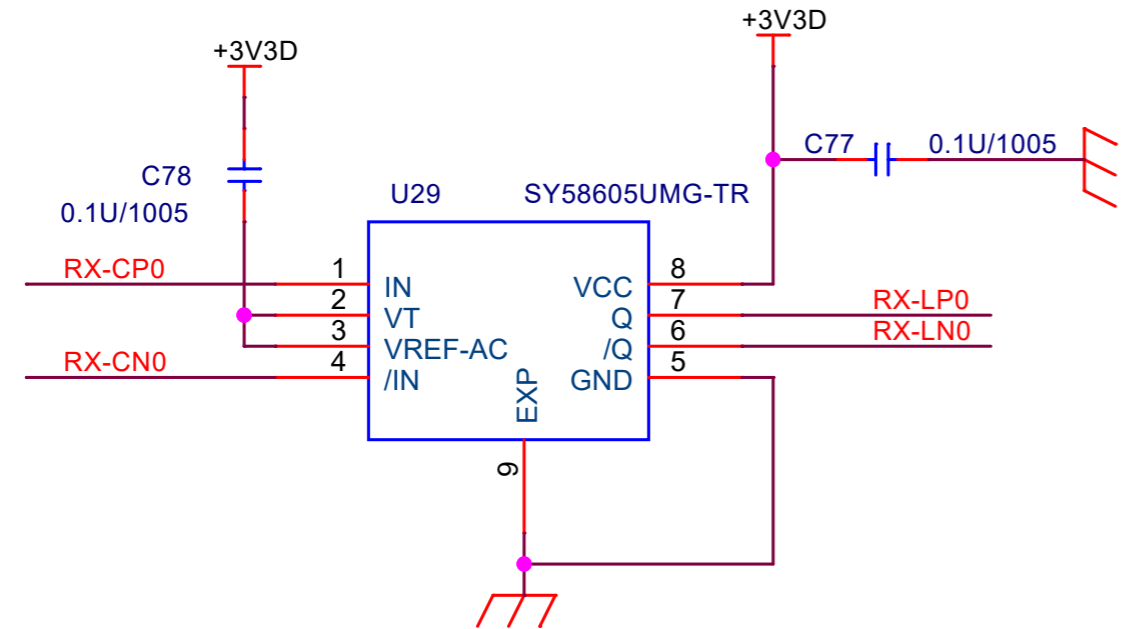 +3V3D
+3V3D
C77
0.1U/1005
C78
0.1U/1005
U29
SY58605UMG-TR
RX-CP0
1
IN
VCC
8
2
VT
Q
7
RX-LP0
3
VREF-AC
/Q
6
RX-LN0
RX-CN0
4
/IN
GND
5
EXP
9